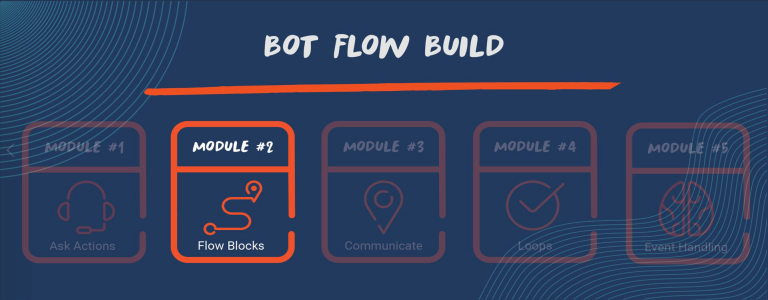 BOT FLOW BUILD
MODULE #1
Ask Actions
MODULE #2
Flow Blocks
MODULE #3
Communicate
MODULE #4
Loops
MODULE #5
Event Handling